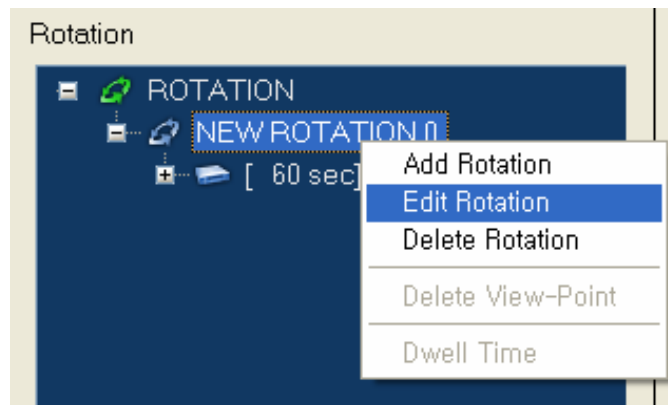 Rotation
ROTATION
NEW ROTATION 0
[ 60 sec]
Add Rotation
Edit Rotation
Delete Rotation
Delete View-Point
Dwell Time